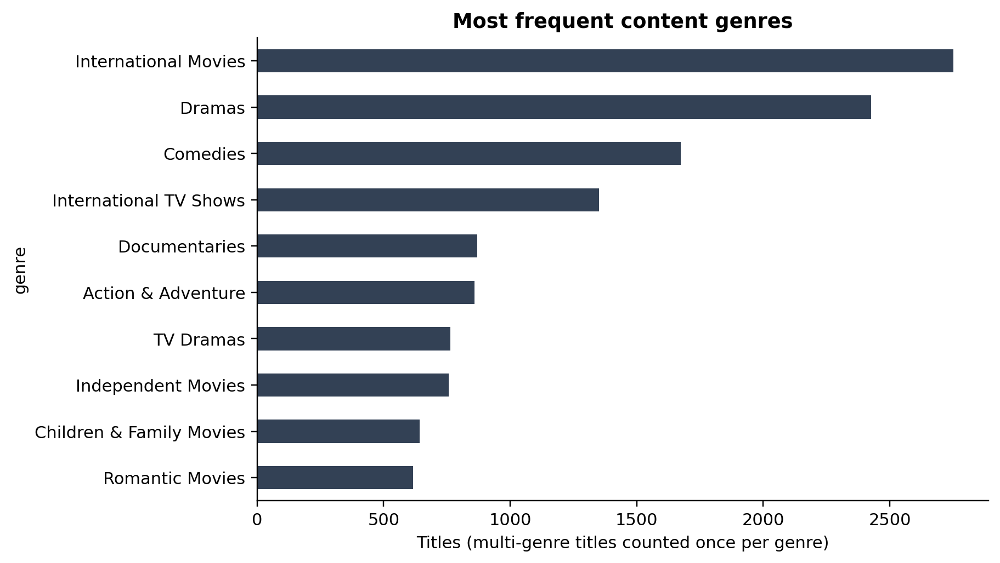 Most frequent content genres
International Movies
Dramas
Comedies
International TV Shows
Documentaries
Action & Adventure
TV Dramas
Independent Movies
Children & Family Movies
Romantic Movies
genre
0 500 1000 1500 2000 2500
Titles (multi-genre titles counted once per genre)